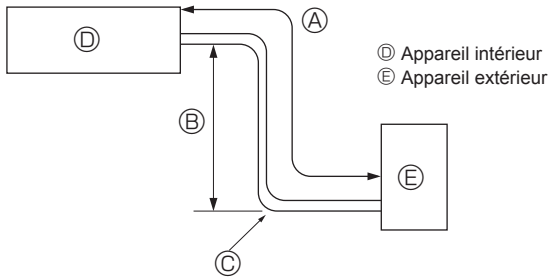 Ⓐ
Ⓓ
Ⓓ Appareil intérieur
Ⓔ Appareil extérieur
Ⓑ
Ⓔ
Ⓒ